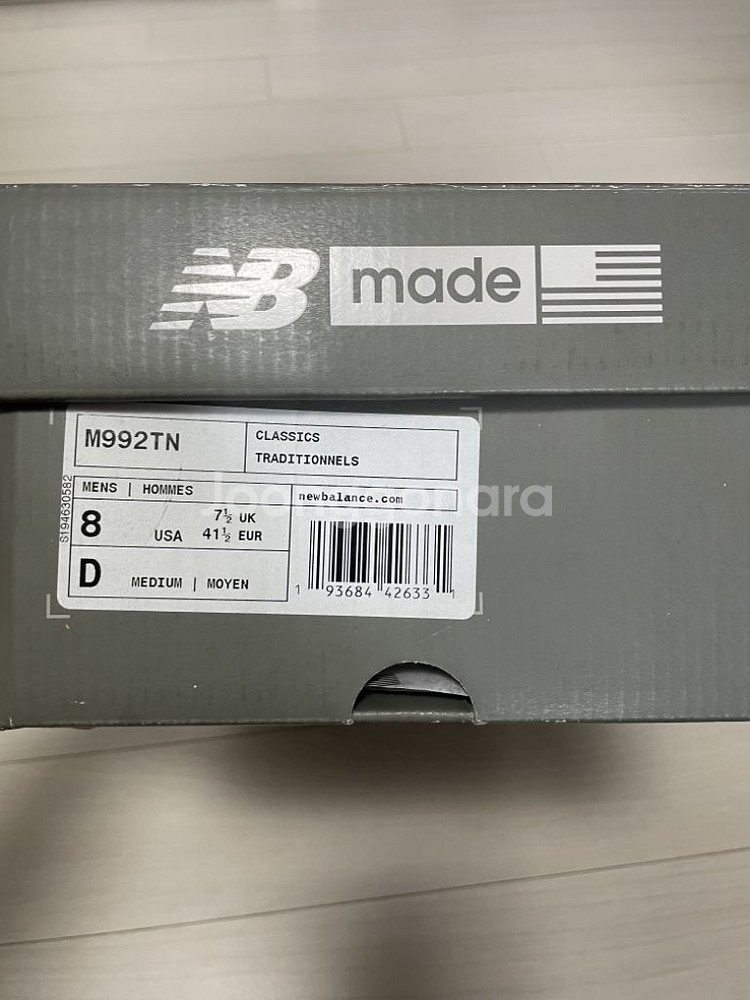 NB made
M992TN
CLASSICS
TRADITIONNELS
S194630582
MENS | HOMMES
newbalance.com
8 USA 7½ UK
41½ EUR
D MEDIUM | MOYEN
1 93684 42633 1
Joonggonara